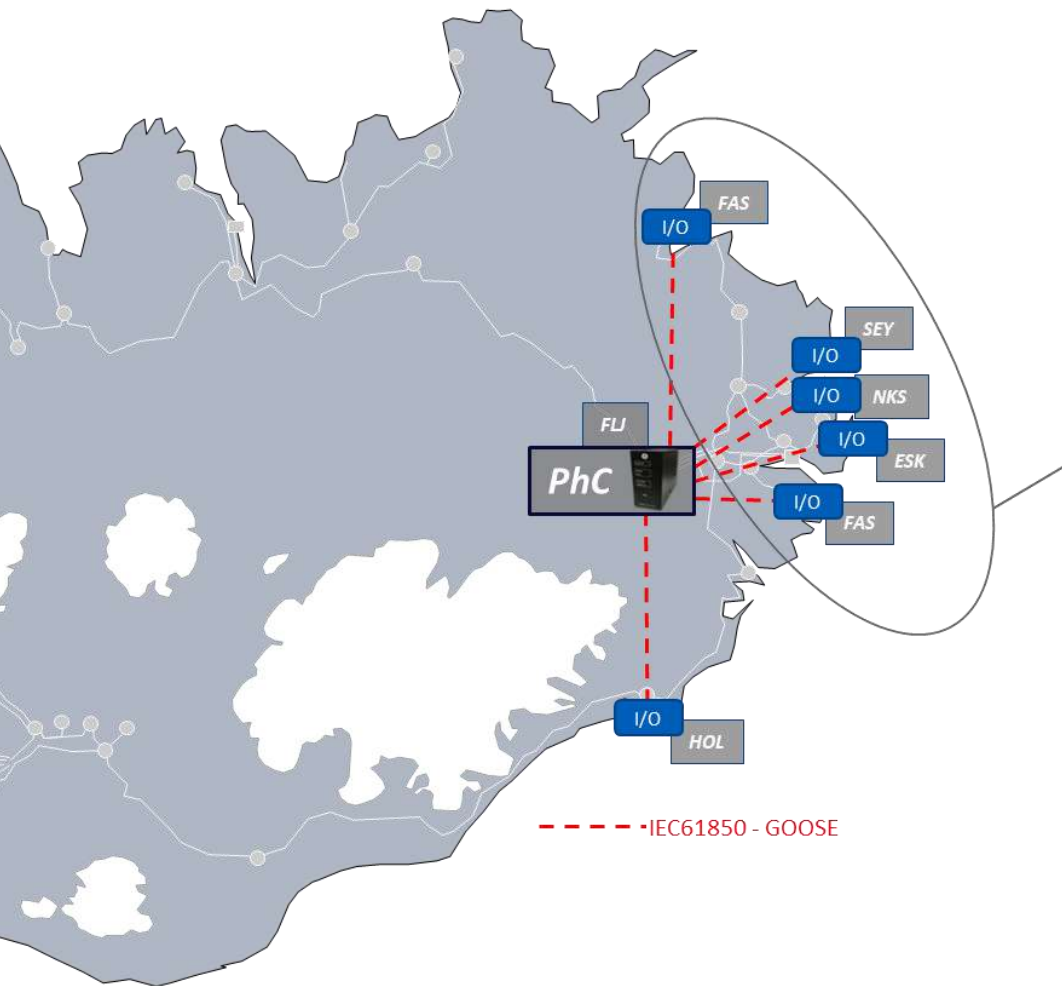 FAS
I/O
SEY
I/O
I/O
NKS
FLJ
I/O
ESK
PhC
I/O
FAS
I/O
HOL
IEC61850 - GOOSE